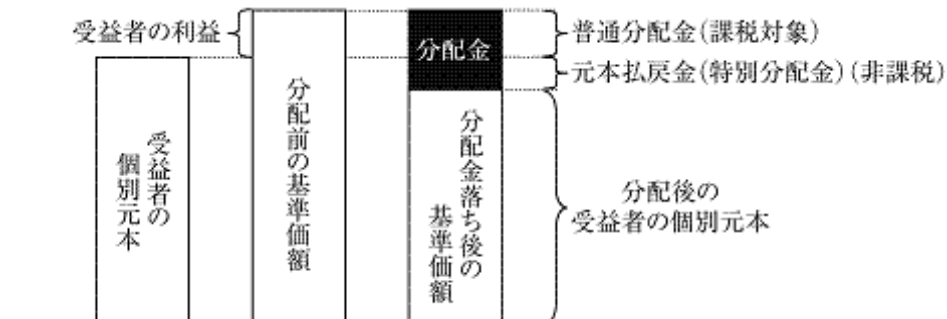 受益者の利益
分配金
普通分配金(課税対象)
元本払戻金(特別分配金)(非課税)
受益者の
個別元本
分配前の基準価額
分配金落ち後の
基準価額
分配後の
受益者の個別元本